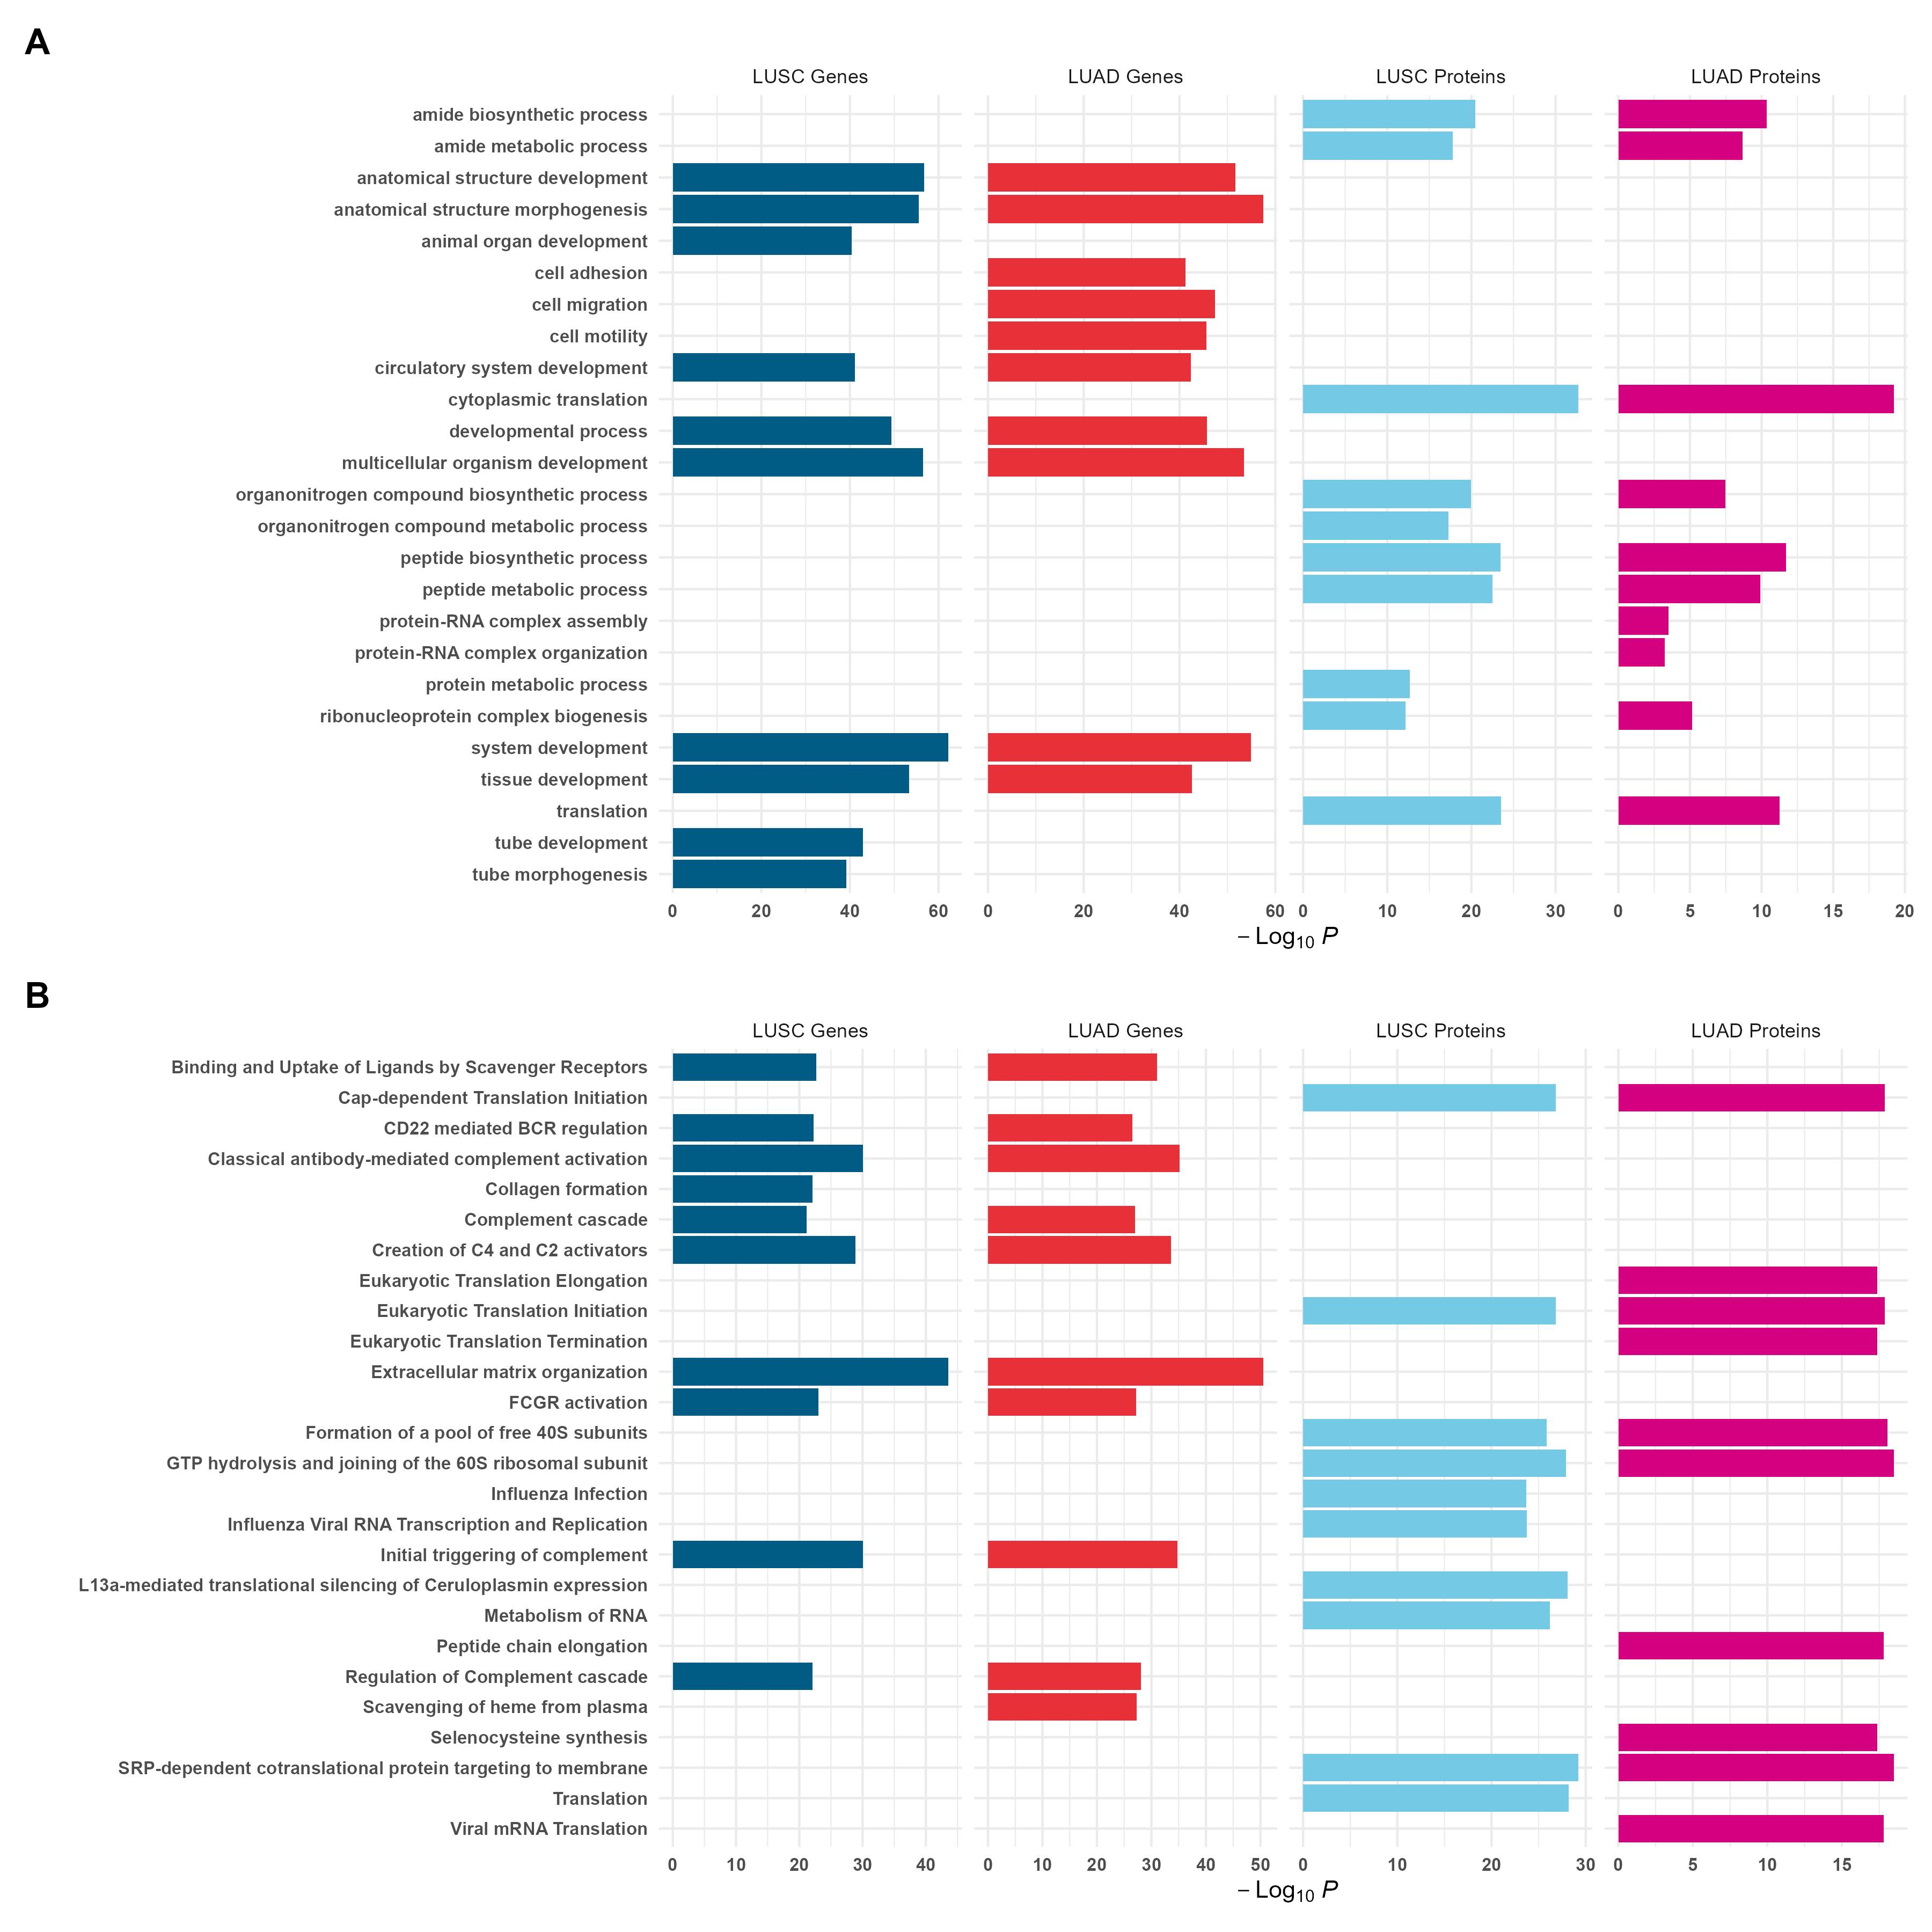 A
LUSC Genes LUAD Genes LUSC Proteins LUAD Proteins
amide biosynthetic process
amide metabolic process
anatomical structure development
anatomical structure morphogenesis
animal organ development
cell adhesion
cell migration
cell motility
circulatory system development
cytoplasmic translation
developmental process
multicellular organism development
organonitrogen compound biosynthetic process
organonitrogen compound metabolic process
peptide biosynthetic process
peptide metabolic process
protein-RNA complex assembly
protein-RNA complex organization
protein metabolic process
ribonucleoprotein complex biogenesis
system development
tissue development
translation
tube development
tube morphogenesis
0 20 40 60 0 20 40 60 0 10 20 30 0 5 10 15 20
− Log10 P
B
LUSC Genes LUAD Genes LUSC Proteins LUAD Proteins
Binding and Uptake of Ligands by Scavenger Receptors
Cap-dependent Translation Initiation
CD22 mediated BCR regulation
Classical antibody-mediated complement activation
Collagen formation
Complement cascade
Creation of C4 and C2 activators
Eukaryotic Translation Elongation
Eukaryotic Translation Initiation
Eukaryotic Translation Termination
Extracellular matrix organization
FCGR activation
Formation of a pool of free 40S subunits
GTP hydrolysis and joining of the 60S ribosomal subunit
Influenza Infection
Influenza Viral RNA Transcription and Replication
Initial triggering of complement
L13a-mediated translational silencing of Ceruloplasmin expression
Metabolism of RNA
Peptide chain elongation
Regulation of Complement cascade
Scavenging of heme from plasma
Selenocysteine synthesis
SRP-dependent cotranslational protein targeting to membrane
Translation
Viral mRNA Translation
0 10 20 30 40 0 10 20 30 40 50 0 10 20 30 0 5 10 15
− Log10 P